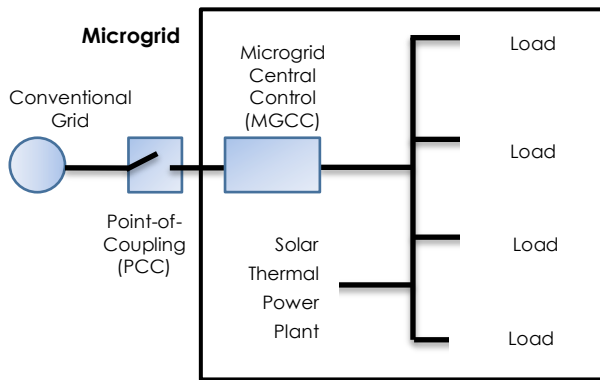 Microgrid
Conventional
Grid
Point-of-
Coupling
(PCC)
Microgrid
Central
Control
(MGCC)
Solar
Thermal
Power
Plant
Load
Load
Load
Load